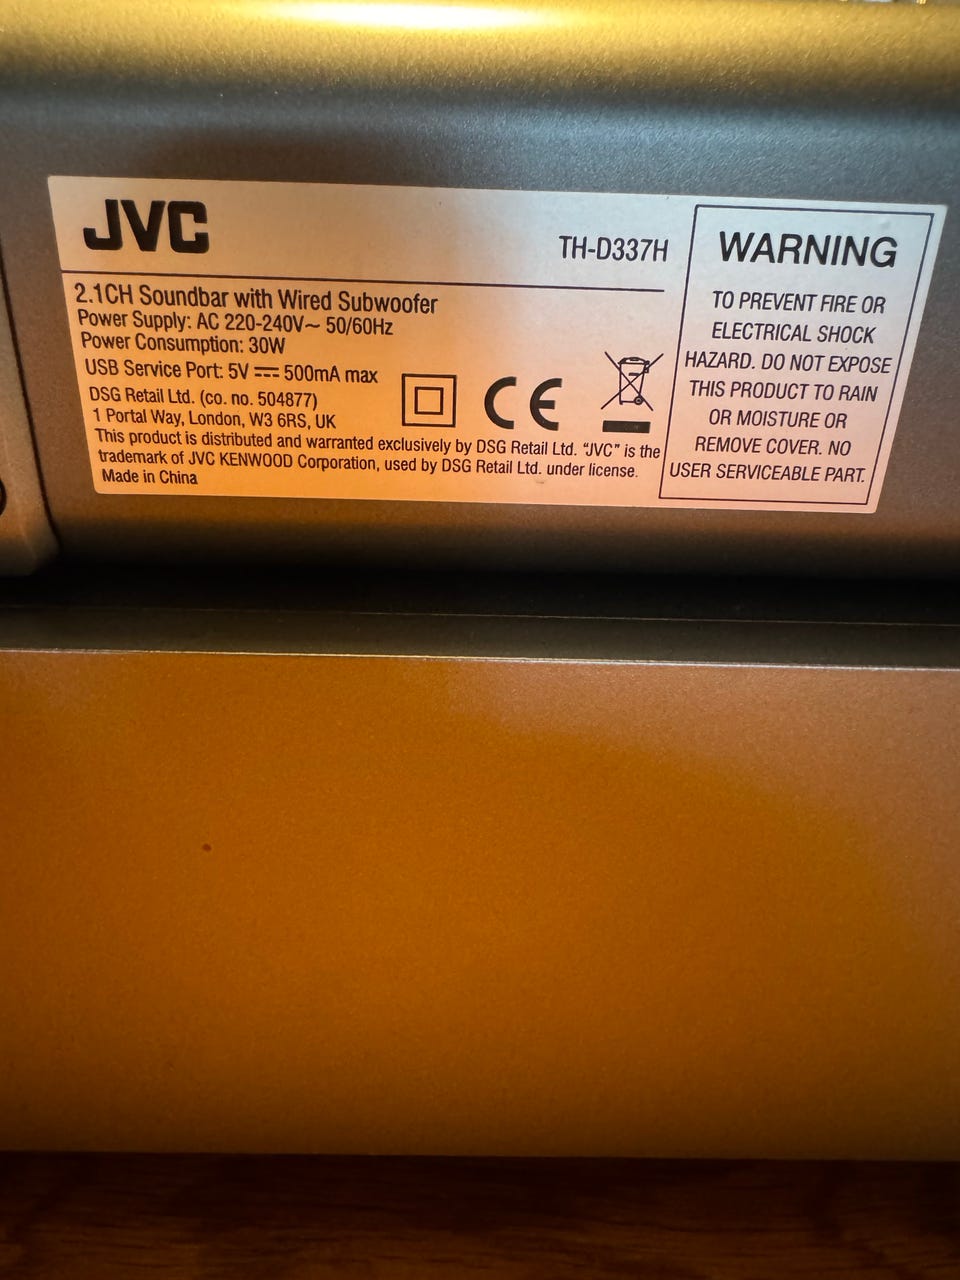 JVC
TH-D337H
2.1CH Soundbar with Wired Subwoofer
Power Supply: AC 220-240V~ 50/60Hz
Power Consumption: 30W
USB Service Port: 5V ⎓ 500mA max
DSG Retail Ltd. (co. no. 504877)
1 Portal Way, London, W3 6RS, UK
CE
This product is distributed and warranted exclusively by DSG Retail Ltd. “JVC” is the
trademark of JVC KENWOOD Corporation, used by DSG Retail Ltd. under license.
Made in China
WARNING
TO PREVENT FIRE OR
ELECTRICAL SHOCK
HAZARD. DO NOT EXPOSE
THIS PRODUCT TO RAIN
OR MOISTURE OR
REMOVE COVER. NO
USER SERVICEABLE PART.